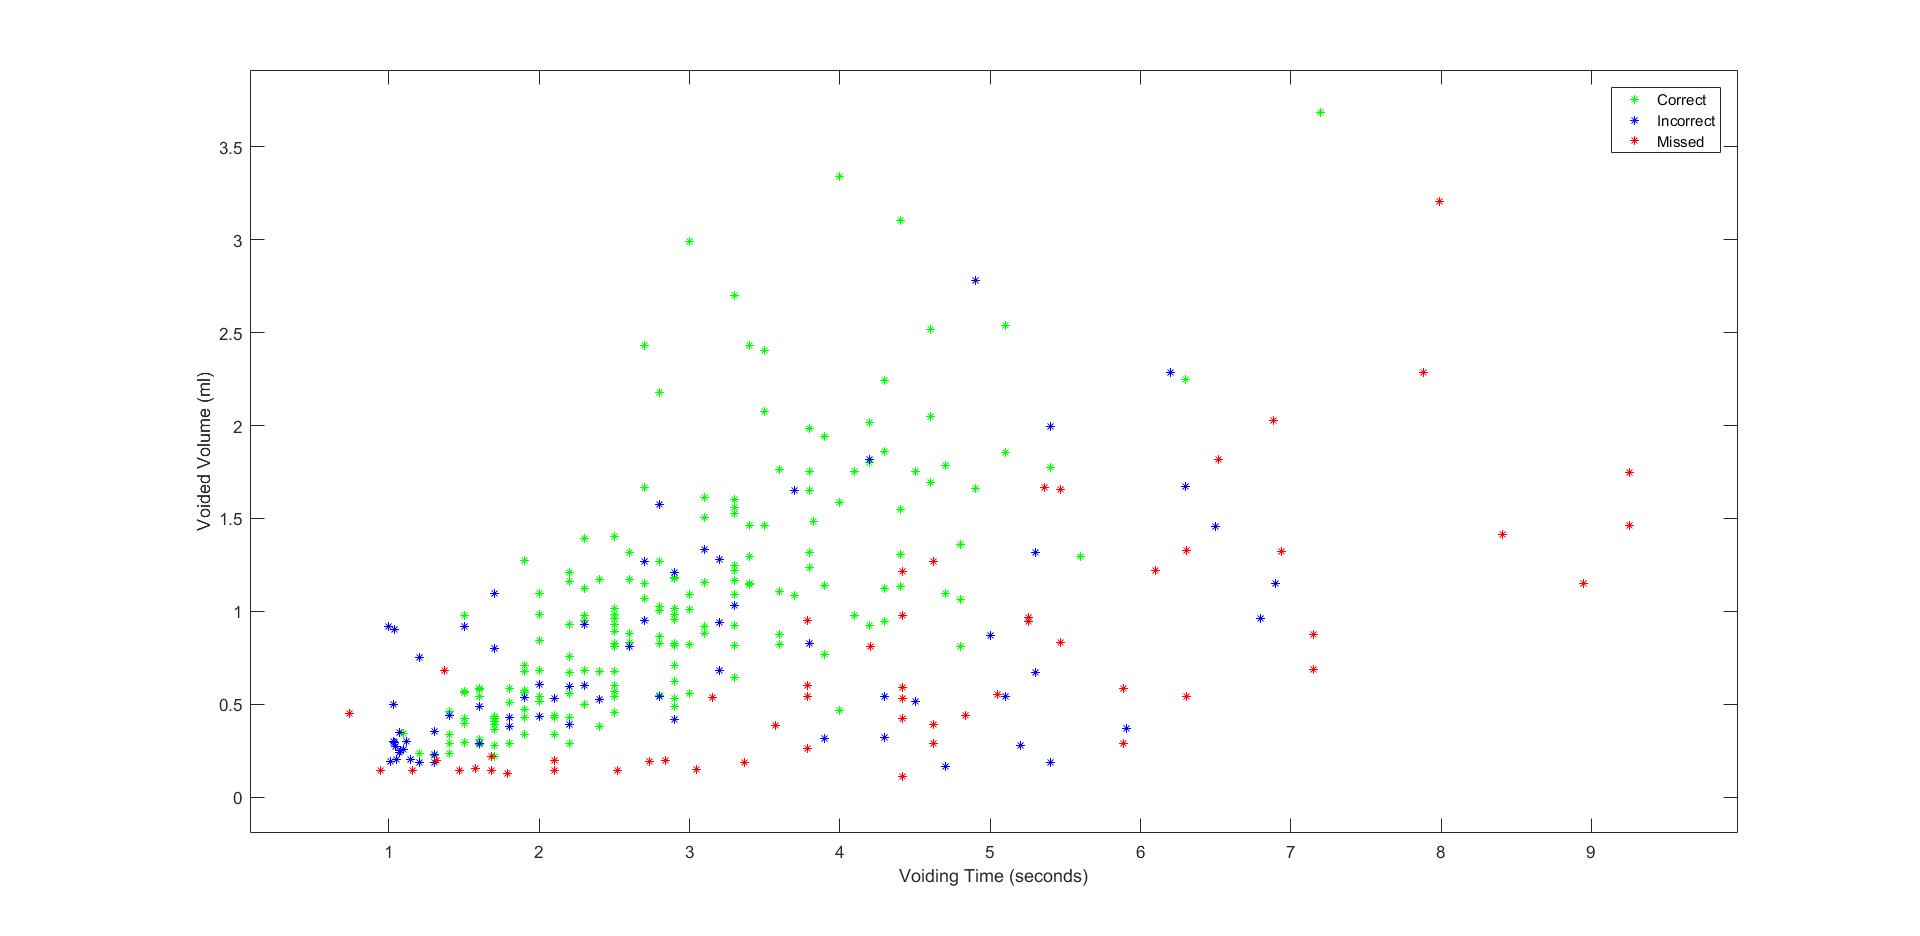 Correct
Incorrect
Missed
3.5
3
2.5
2
1.5
1
0.5
0
Voided Volume (ml)
1 2 3 4 5 6 7 8 9
Voiding Time (seconds)